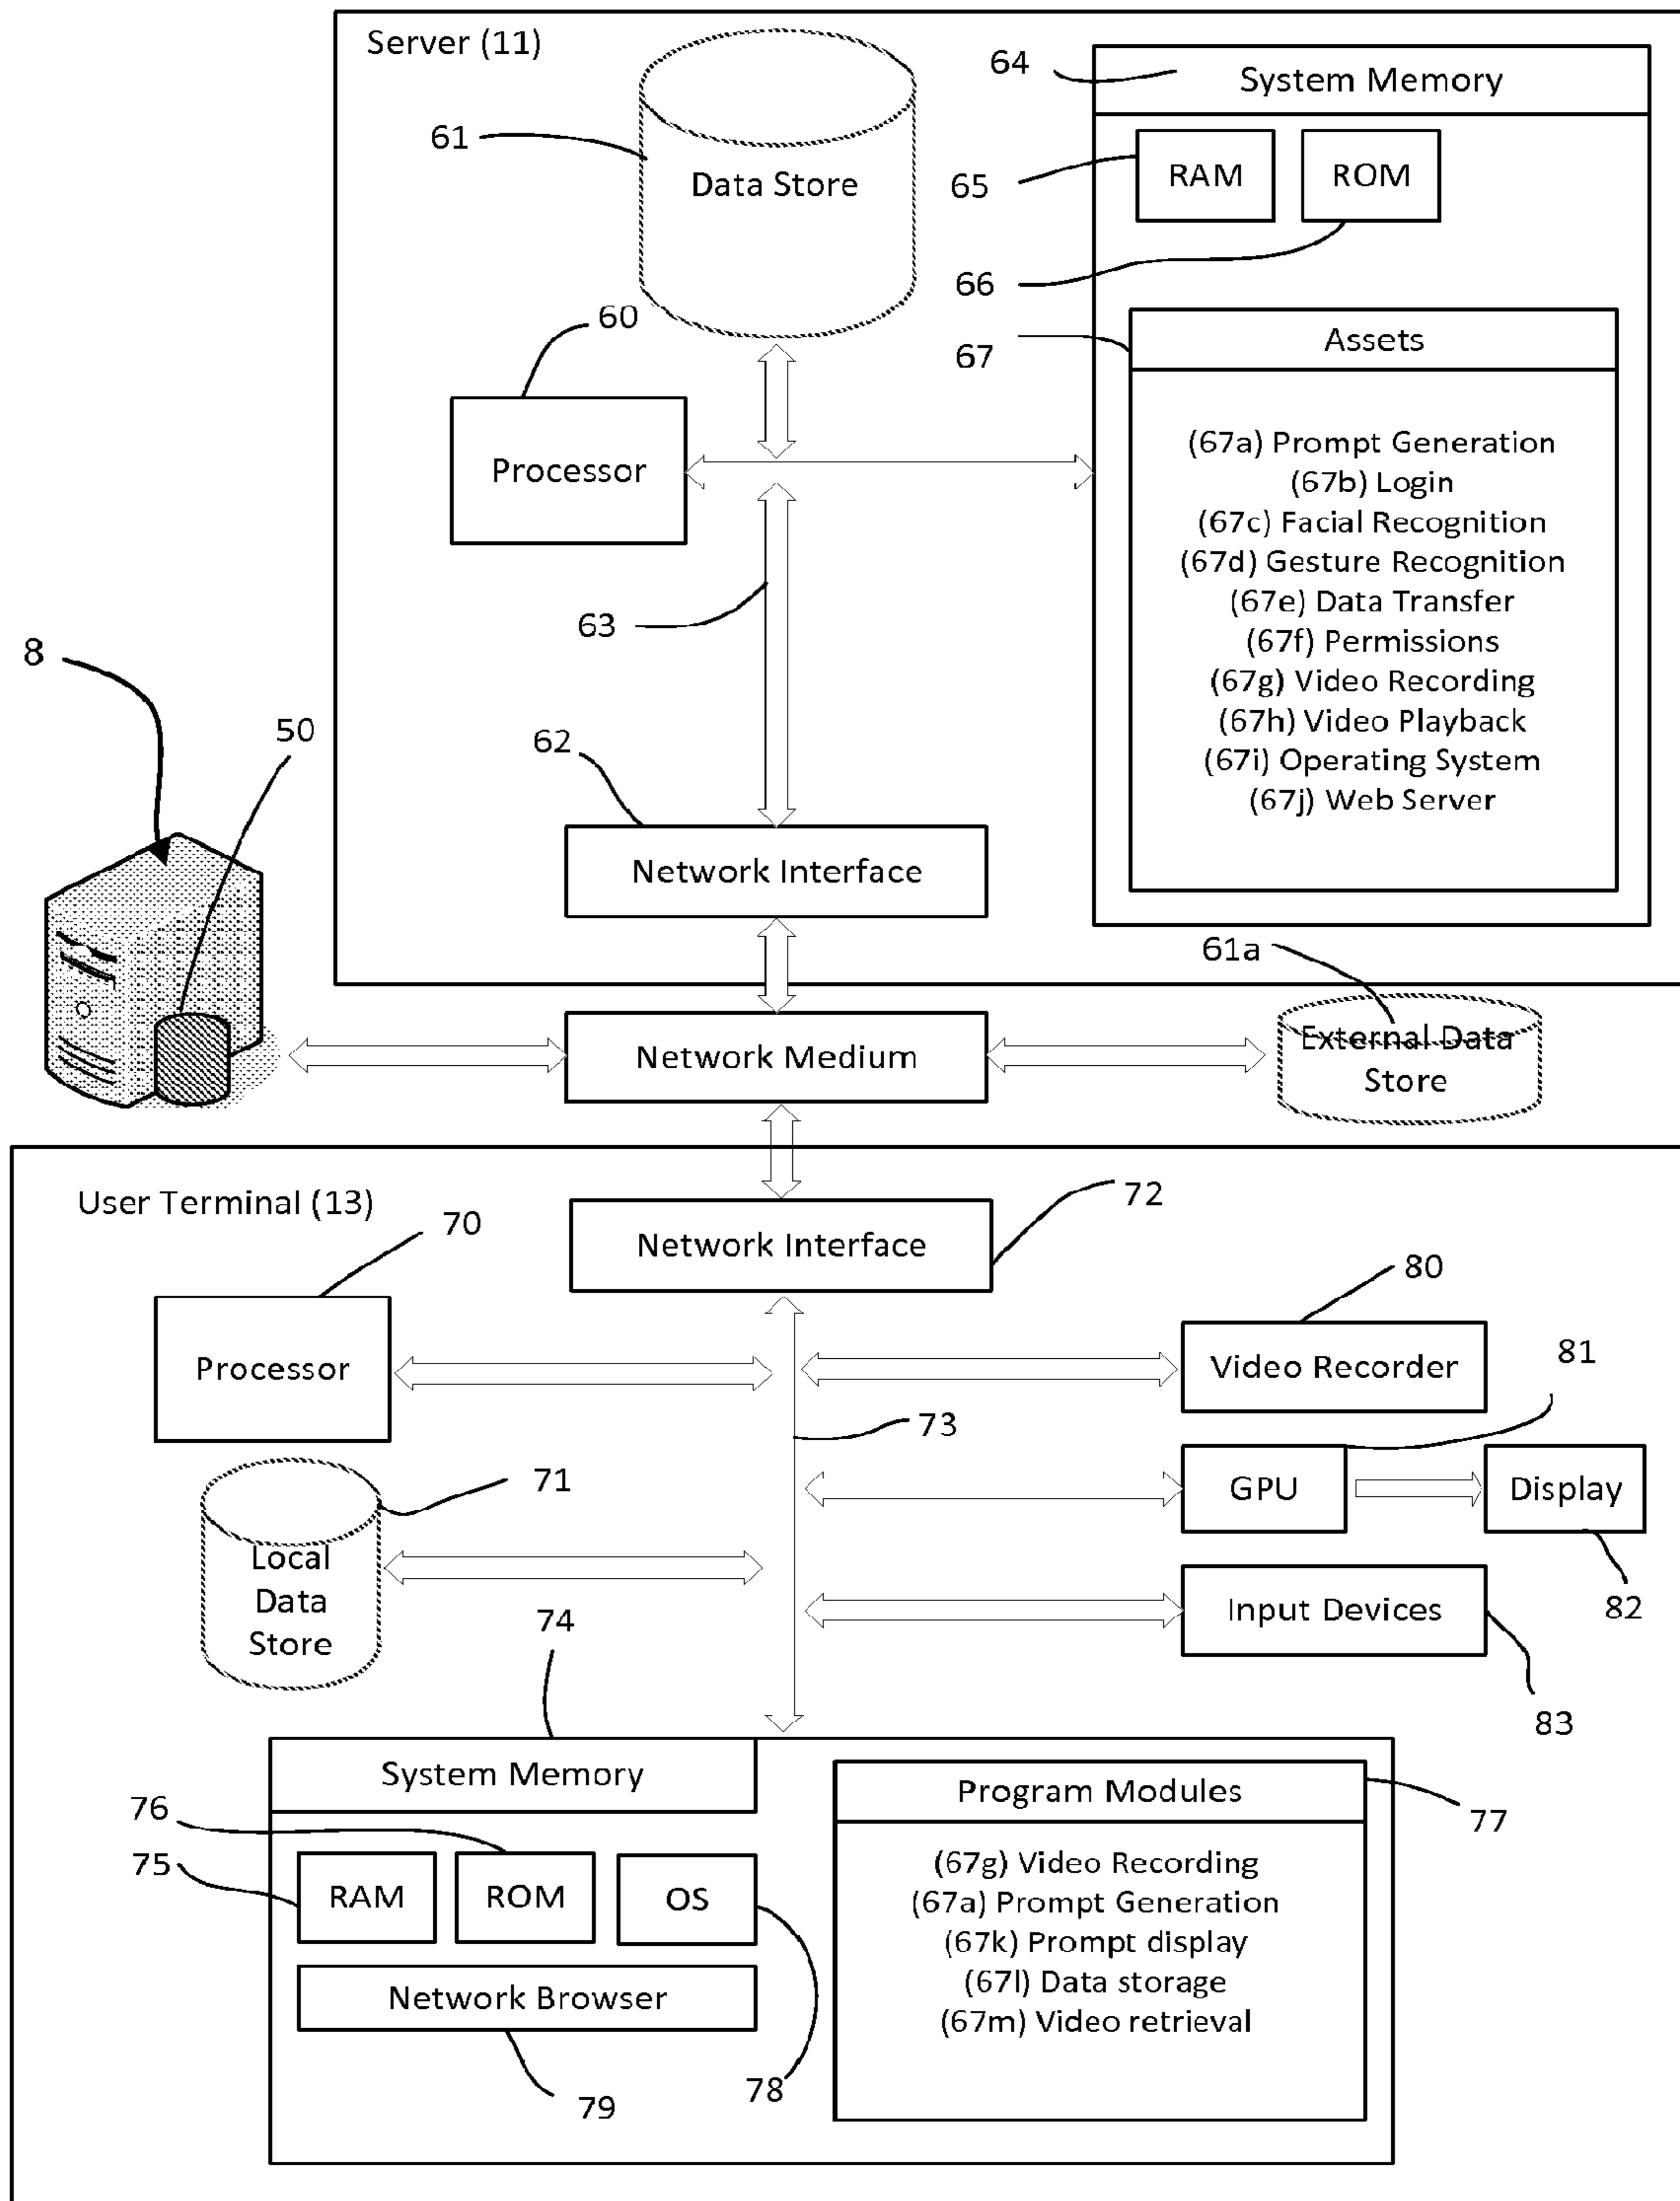 Server (11)
64
System Memory
61
Data Store
65
RAM
ROM
66
60
67
Assets
Processor
(67a) Prompt Generation
(67b) Login
(67c) Facial Recognition
(67d) Gesture Recognition
(67e) Data Transfer
(67f) Permissions
(67g) Video Recording
(67h) Video Playback
(67i) Operating System
(67j) Web Server
63
8
50
62
Network Interface
61a
Network Medium
External Data
Store
User Terminal (13)
70
72
Network Interface
80
Processor
Video Recorder
81
73
71
GPU
Display
Local
Data
Store
82
Input Devices
74
83
System Memory
Program Modules
76
77
75
RAM
ROM
OS
(67g) Video Recording
(67a) Prompt Generation
(67k) Prompt display
(67l) Data storage
(67m) Video retrieval
Network Browser
78
79